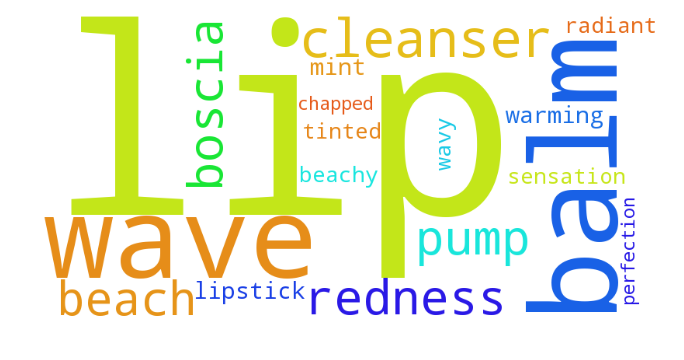 lip
cleanser
radiant
boscia
mint
balm
chapped
warming
tinted
wavy
beachy
sensation
wave
pump
perfection
beach
lipstick
redness